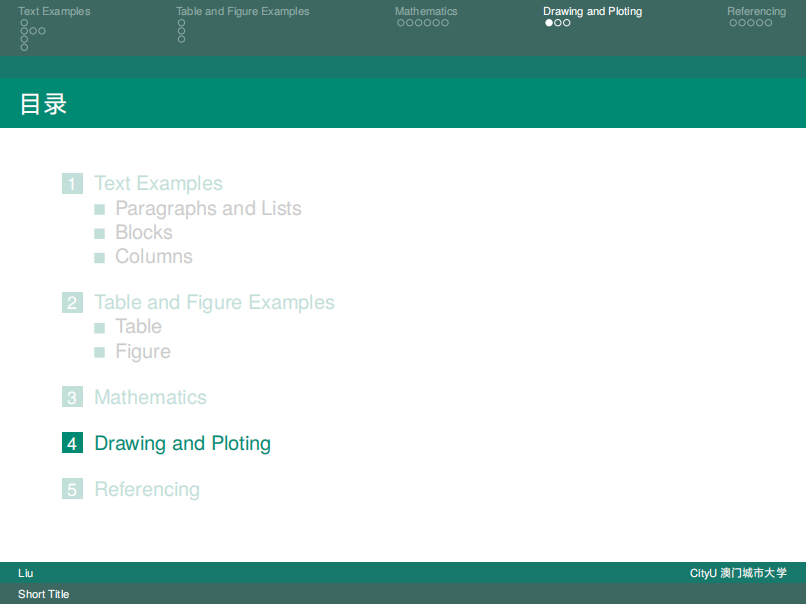 Text Examples
Table and Figure Examples
Mathematics
Drawing and Ploting
Referencing
目录
1 Text Examples
Paragraphs and Lists
Blocks
Columns
2 Table and Figure Examples
Table
Figure
3 Mathematics
4 Drawing and Ploting
5 Referencing
Liu
CityU 澳门城市大学
Short Title